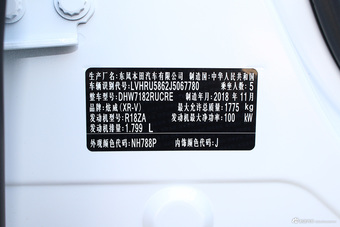 生产厂名:东风本田汽车有限公司 制造国:中华人民共和国
车辆识别代号:LVHRU5862J5067780 乘坐人数:5
整车型号:DHW7182RUCRE 制造年月:2018 年 11月
品牌:炫威 (XR-V) 最大允许总质量:1775 kg
发动机型号:R18ZA 发动机最大净功率:100 kW
发动机排量:1.799 L
外观颜色代码:NH788P 内饰颜色代码:J